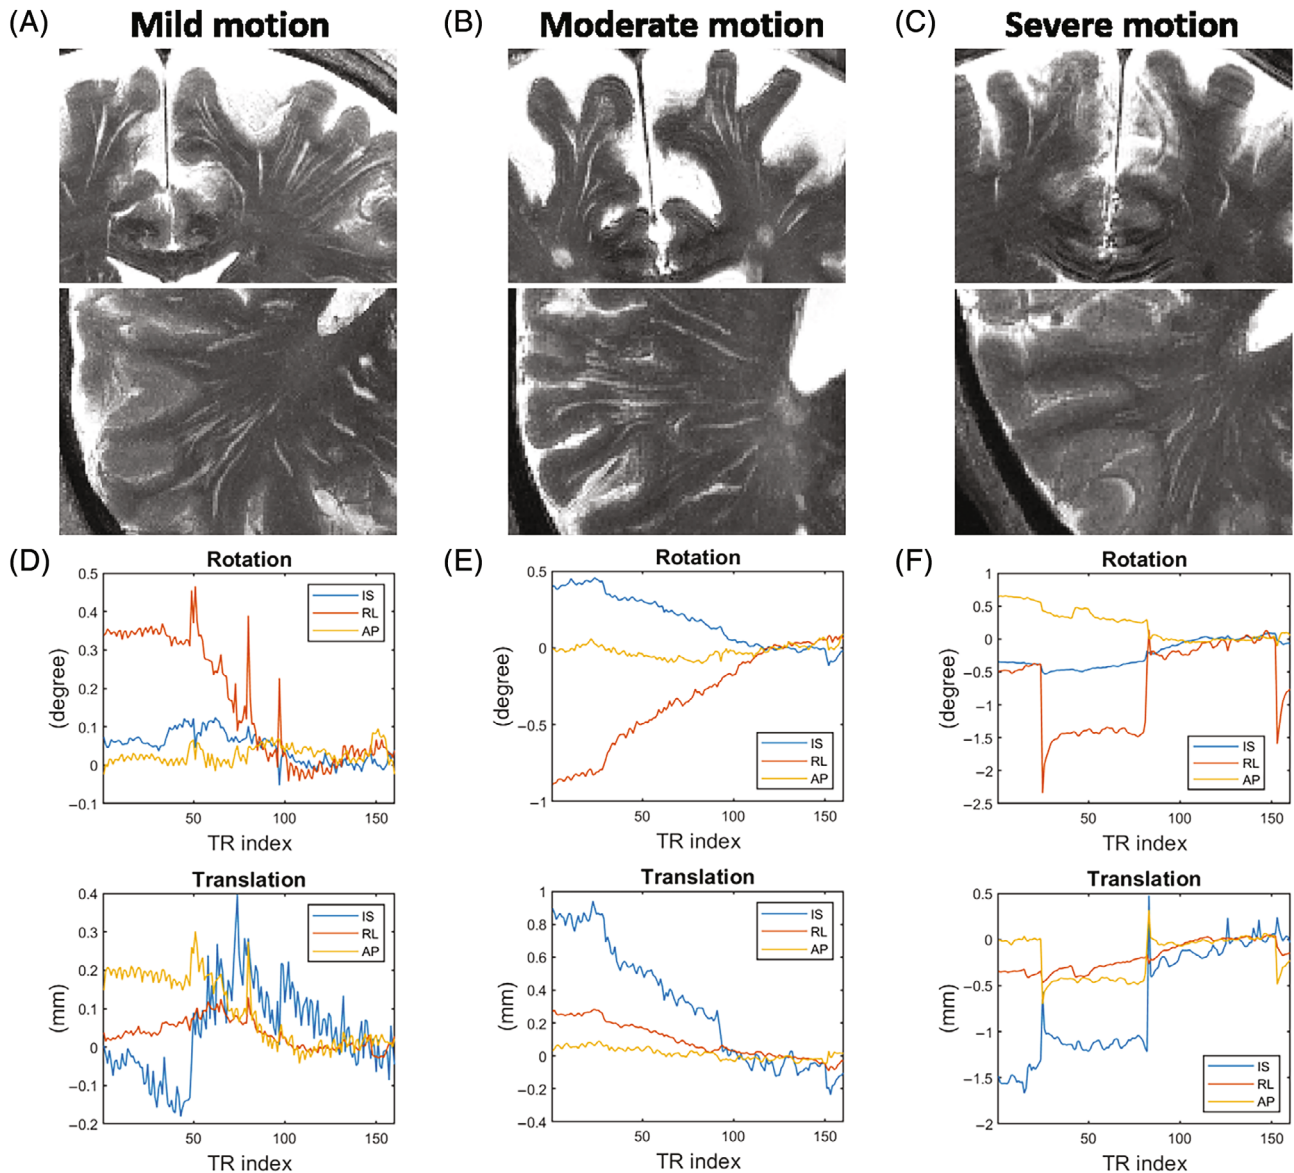 (A) Mild motion
(B) Moderate motion
(C) Severe motion
(D) Rotation
0.5
0.4
0.3
0.2
0.1
0
−0.1
(degree)
IS
RL
AP
50 100 150
TR index
(E) Rotation
0.5
0
−0.5
−1
(degree)
IS
RL
AP
50 100 150
TR index
(F) Rotation
1
0.5
0
−0.5
−1
−1.5
−2
−2.5
(degree)
IS
RL
AP
50 100 150
TR index
Translation
0.4
0.3
0.2
0.1
0
−0.1
−0.2
(mm)
IS
RL
AP
50 100 150
TR index
Translation
1
0.8
0.6
0.4
0.2
0
−0.2
−0.4
(mm)
IS
RL
AP
50 100 150
TR index
Translation
0.5
0
−0.5
−1
−1.5
−2
(mm)
IS
RL
AP
50 100 150
TR index